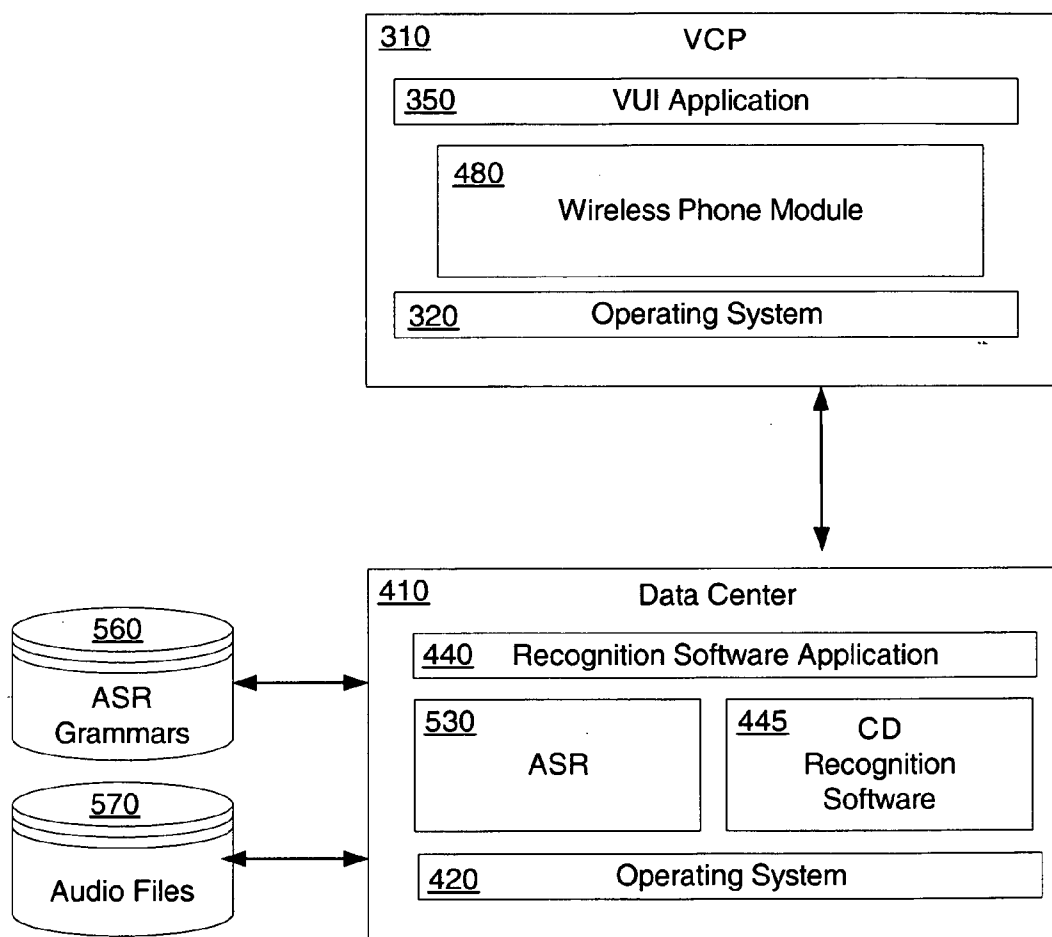 310 VCP
350 VUI Application
480
Wireless Phone Module
320 Operating System
410 Data Center
440 Recognition Software Application
530
ASR
445 CD
Recognition
Software
420 Operating System
560
ASR
Grammars
570
Audio Files